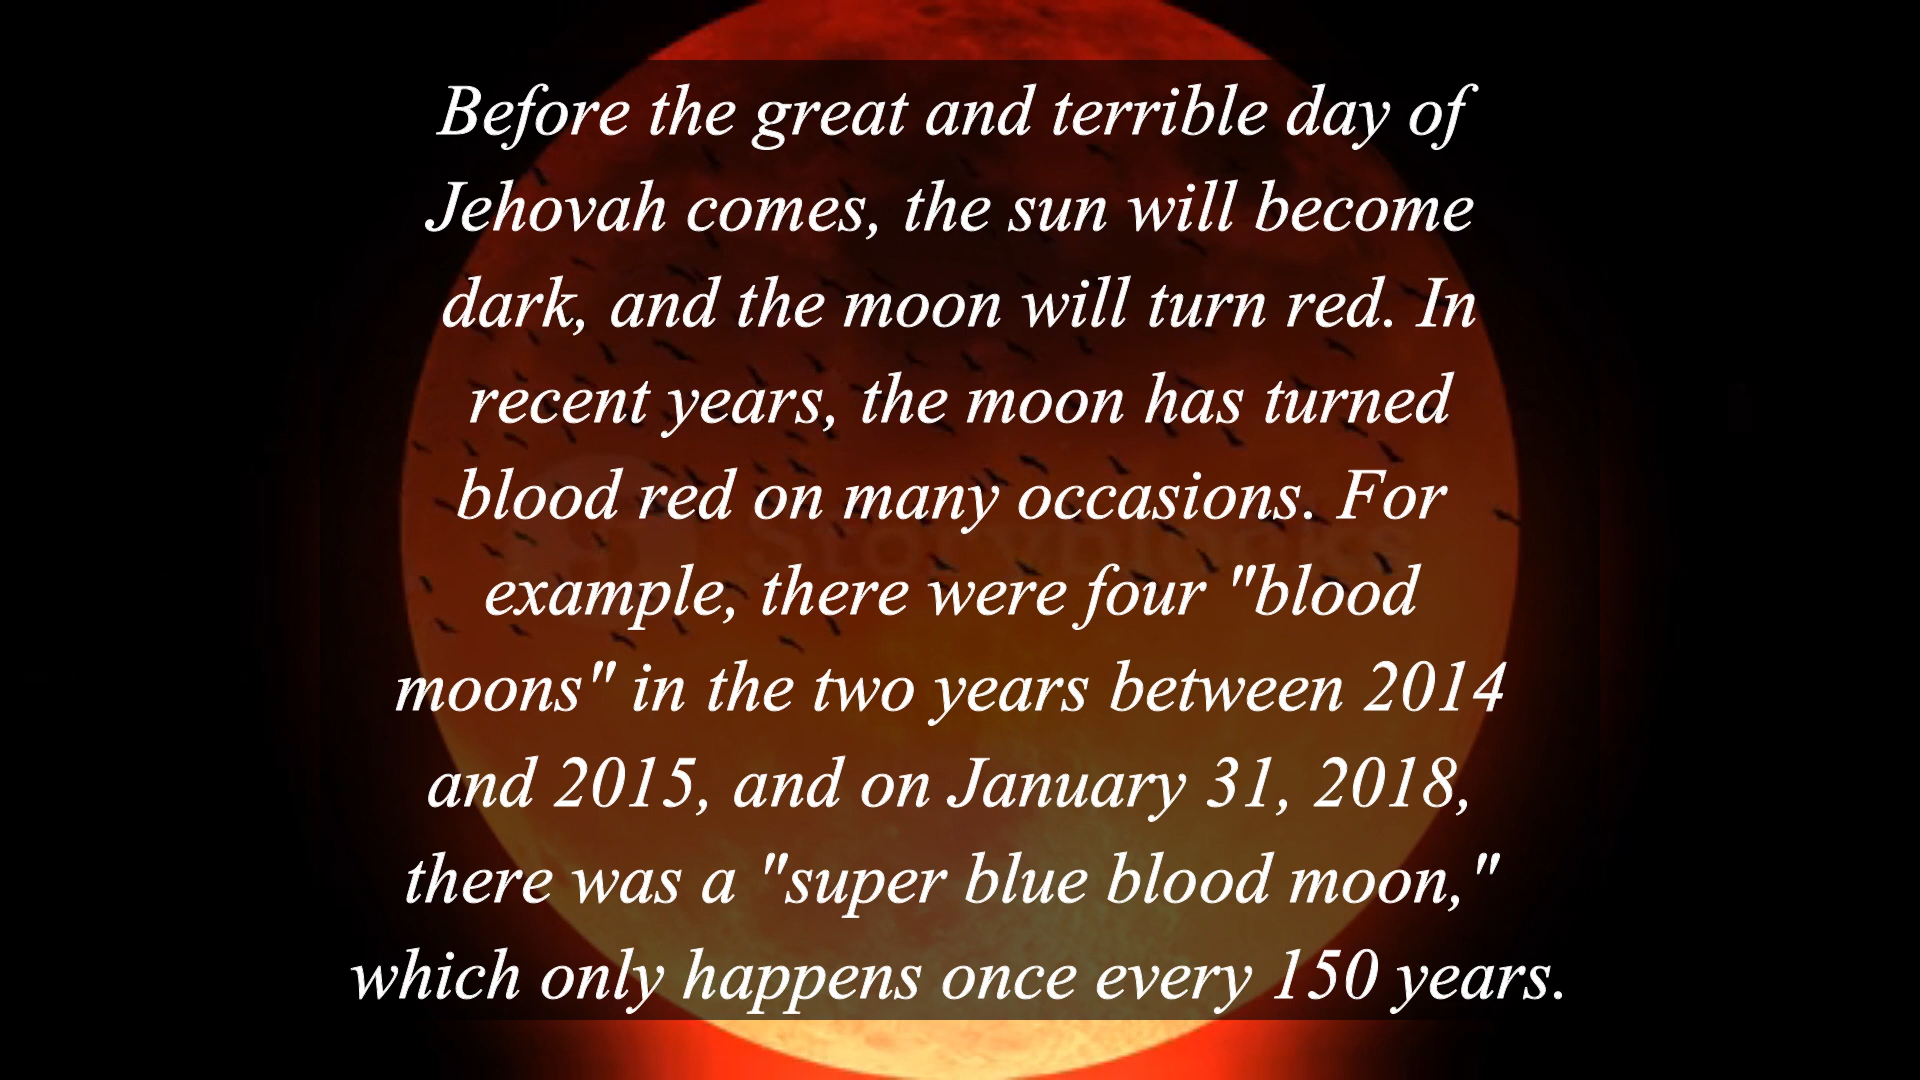 Before the great and terrible day of
Jehovah comes, the sun will become
dark, and the moon will turn red. In
recent years, the moon has turned
blood red on many occasions. For
example, there were four "blood
moons" in the two years between 2014
and 2015, and on January 31, 2018,
there was a "super blue blood moon,"
which only happens once every 150 years.
Storyblocks